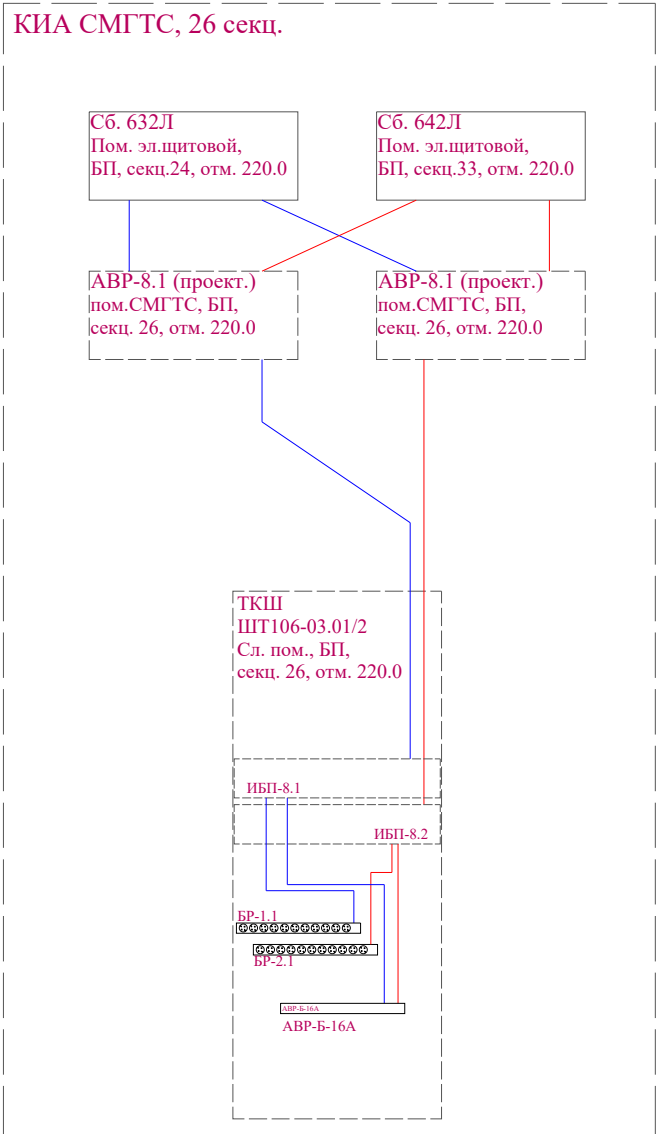 КИА СМГТС, 26 секц.
Сб. 632Л
Пом. эл.щитовой,
БП, секц.24, отм. 220.0
Сб. 642Л
Пом. эл.щитовой,
БП, секц.33, отм. 220.0
АВР-8.1 (проект.)
пом.СМГТС, БП,
секц. 26, отм. 220.0
АВР-8.1 (проект.)
пом.СМГТС, БП,
секц. 26, отм. 220.0
ТКШ
ШТ106-03.01/2
Сл. пом., БП,
секц. 26, отм. 220.0
ИБП-8.1
ИБП-8.2
БР-1.1
БР-2.1
АВР-Б-16А
АВР-Б-16А